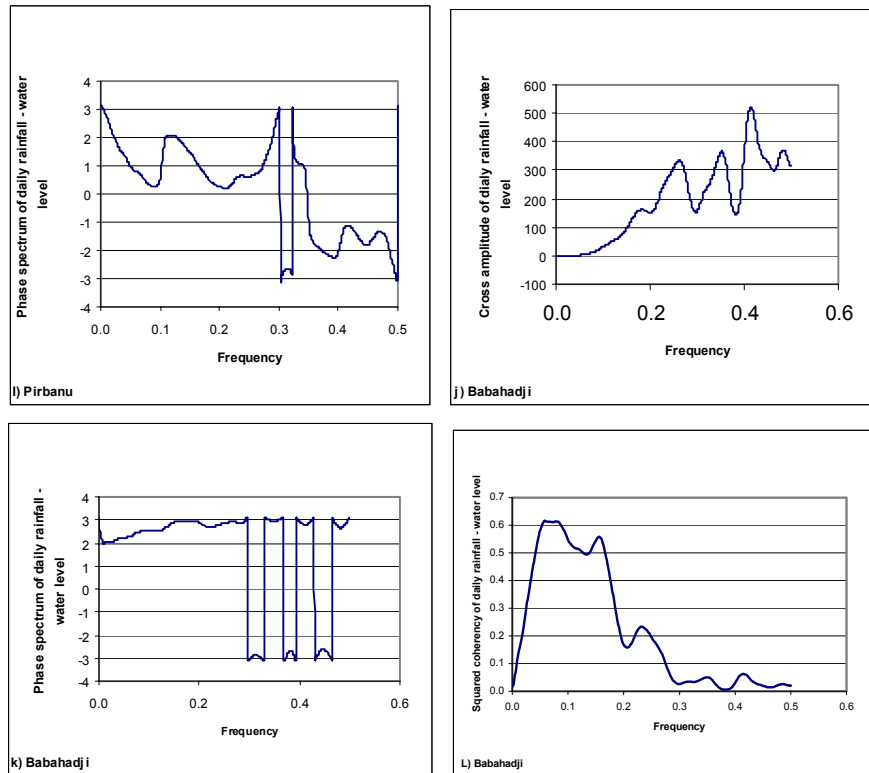 Phase spectrum of daily rainfall - water
level
4
3
2
1
0
-1
-2
-3
-4
0.0 0.1 0.2 0.3 0.4 0.5
Frequency
l) Pirbanu
Cross amplitude of dialy rainfall - water
level
600
500
400
300
200
100
0
-100
0.0 0.2 0.4 0.6
Frequency
j) Babahadji
Phase spectrum of daily rainfall -
water level
4
3
2
1
0
-1
-2
-3
-4
0.0 0.2 0.4 0.6
Frequency
k) Babahadji
Squared coherency of daily rainfall - water level
0.7
0.6
0.5
0.4
0.3
0.2
0.1
0.0
0.0 0.1 0.2 0.3 0.4 0.5 0.6
Frequency
L) Babahadji